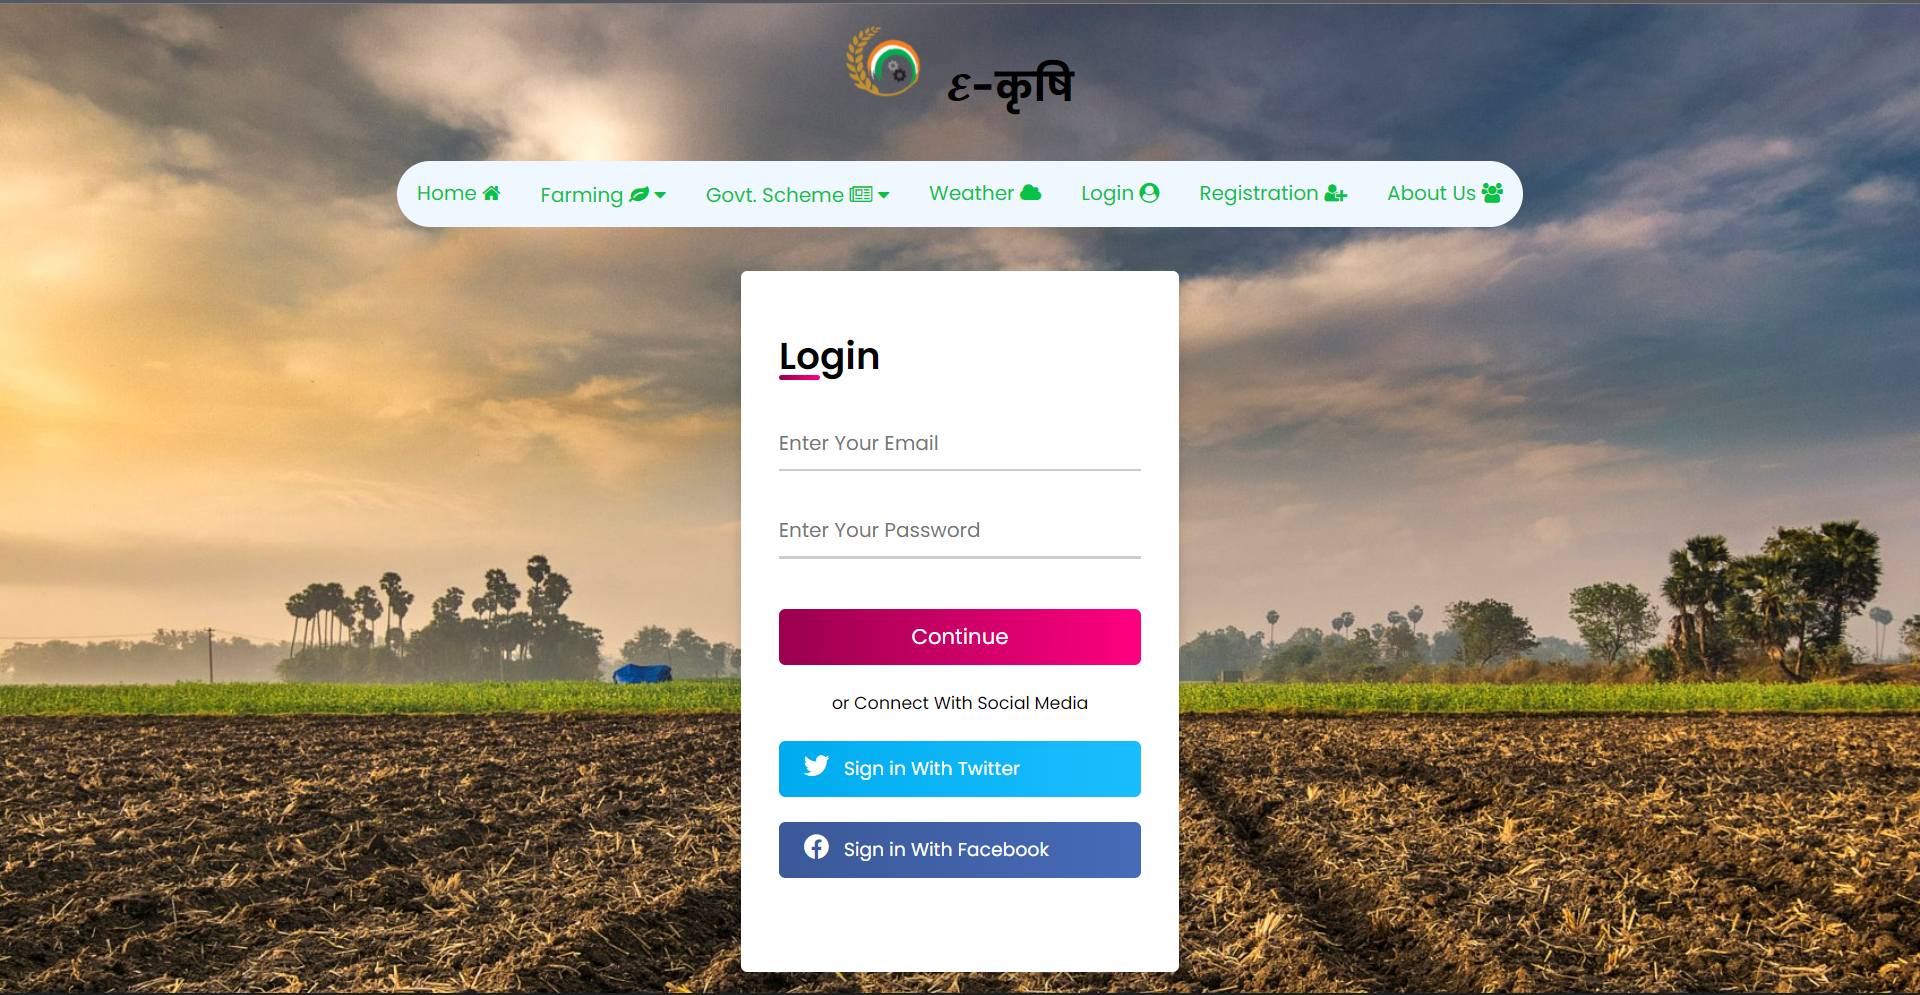 ε-कृषि
Home Farming Govt. Scheme Weather Login Registration About Us
Login
Enter Your Email
Enter Your Password
Continue
or Connect With Social Media
Sign in With Twitter
Sign in With Facebook